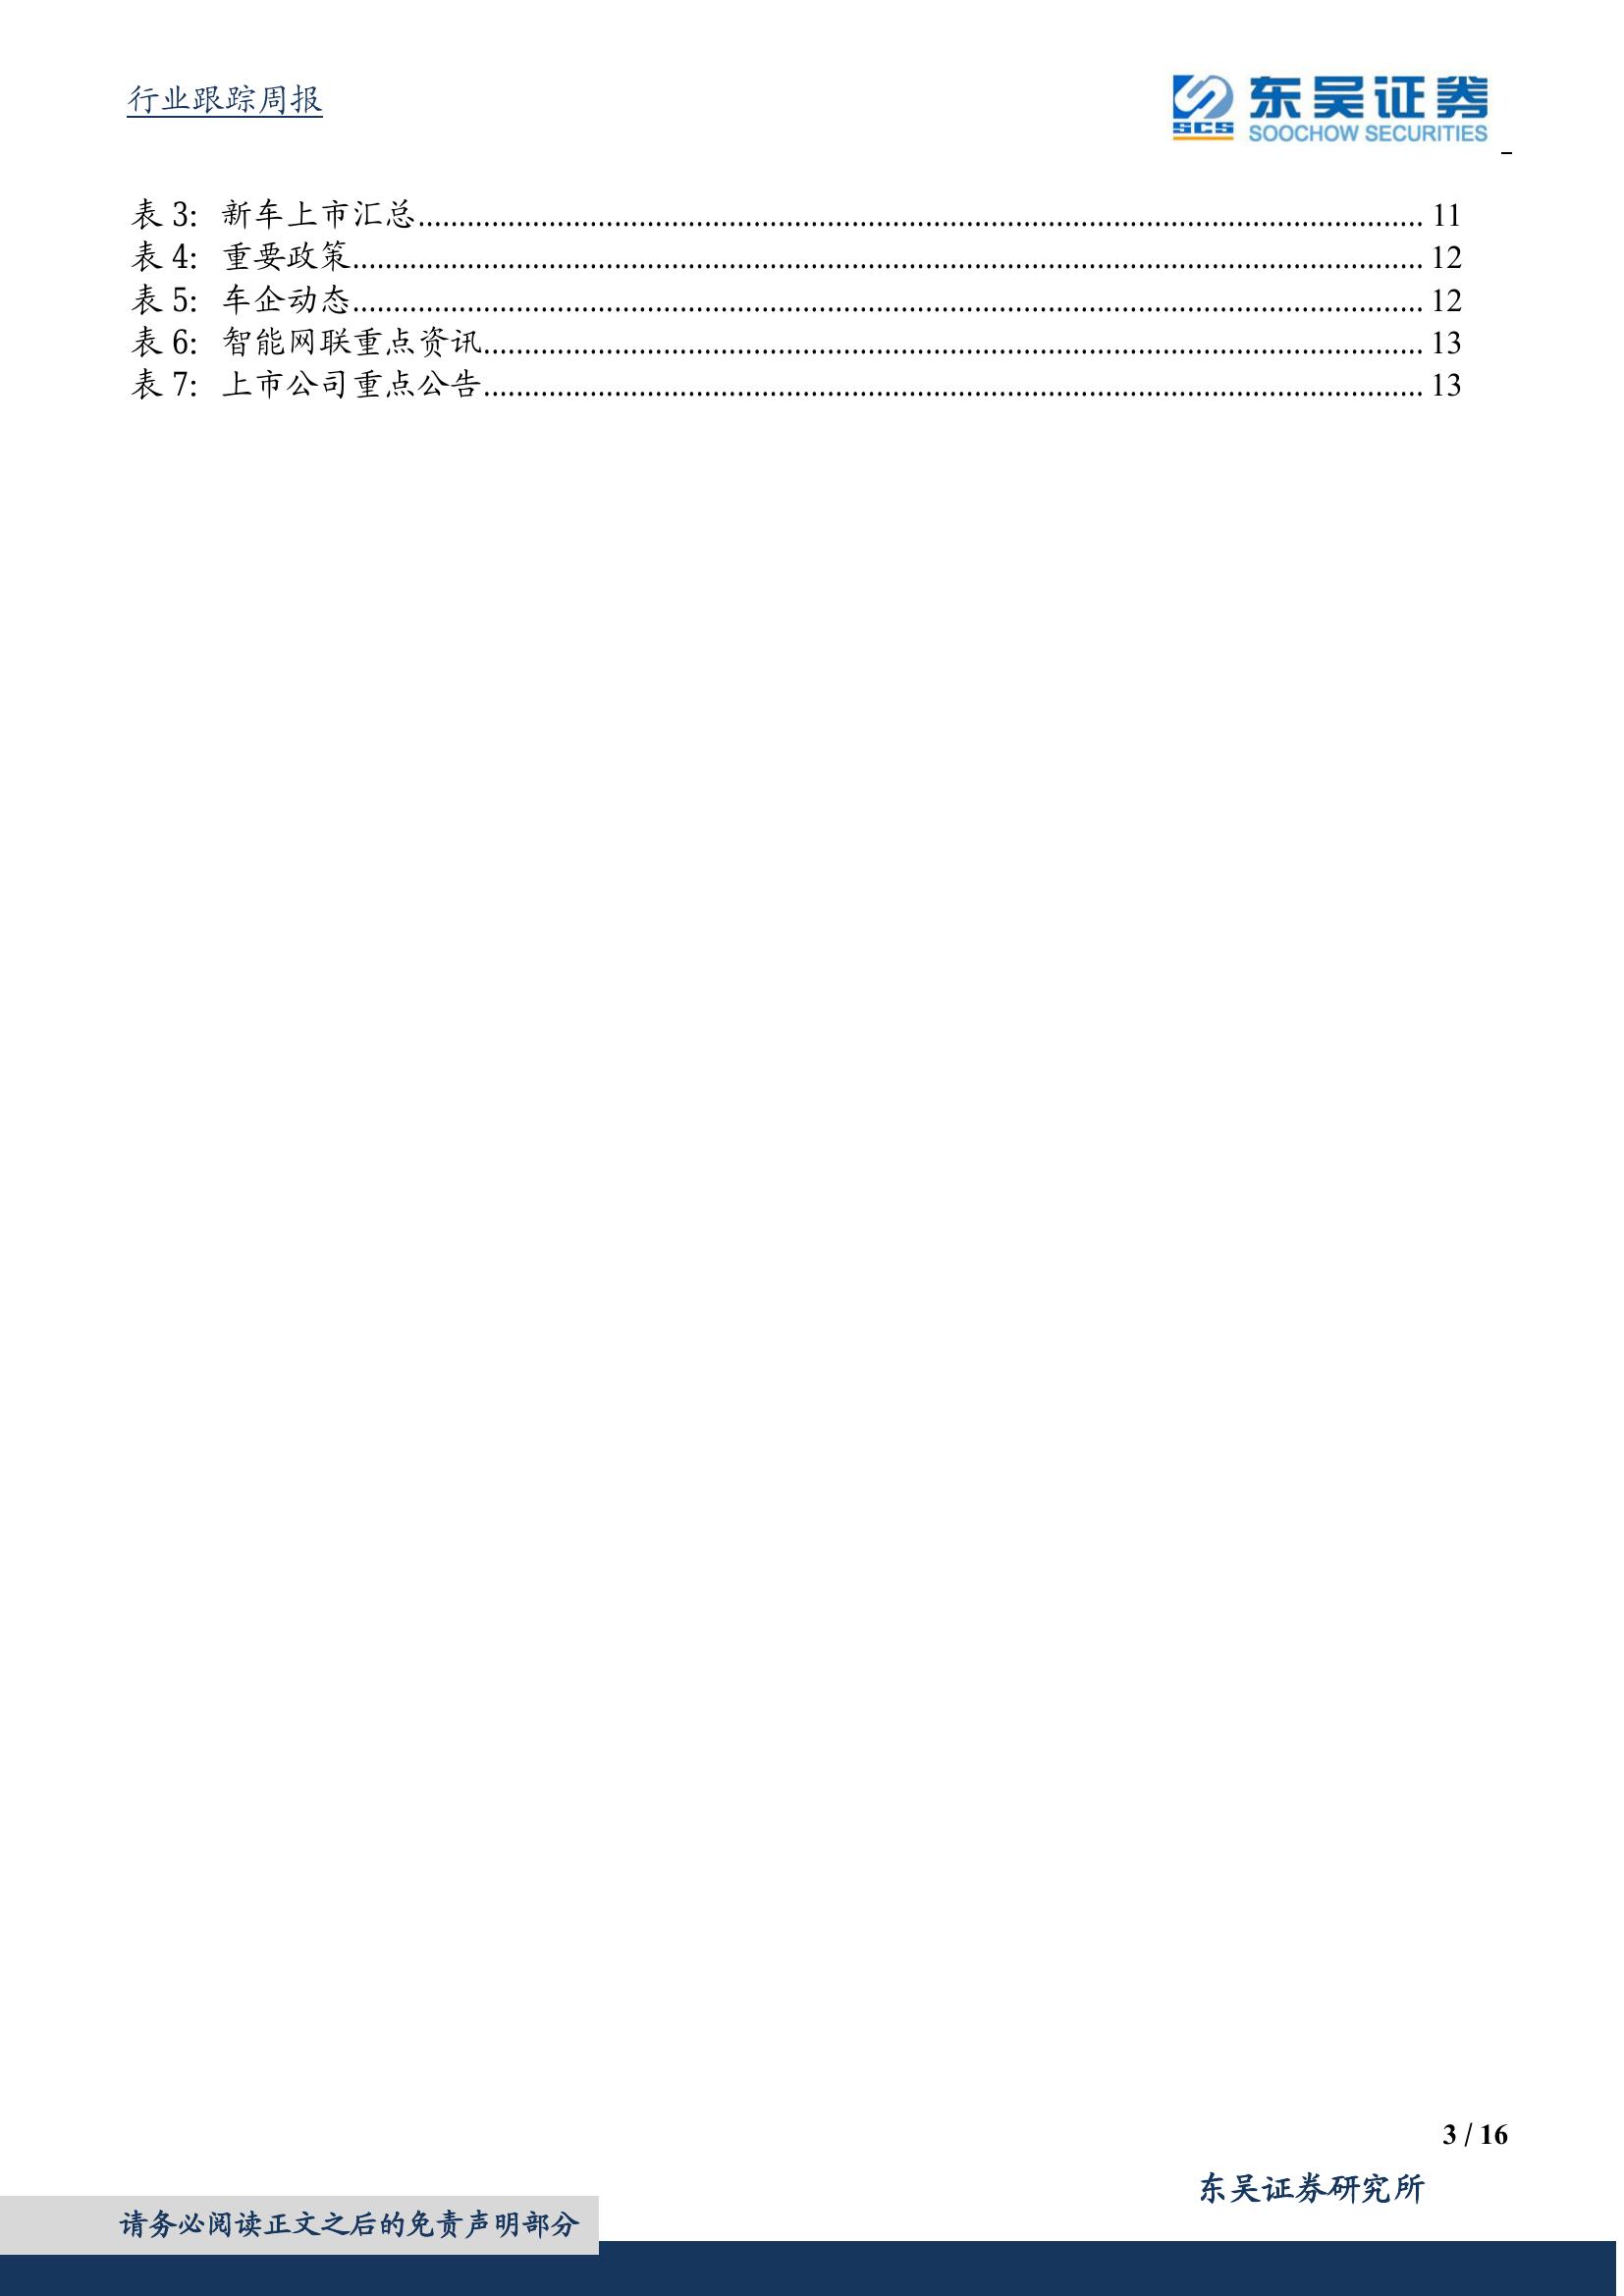 行业跟踪周报
东吴证券
SCS SOOCHOW SECURITIES
表 3: 新车上市汇总........................................ 11
表 4: 重要政策........................................ 12
表 5: 车企动态........................................ 12
表 6: 智能网联重点资讯........................................ 13
表 7: 上市公司重点公告........................................ 13
3 / 16
东吴证券研究所
请务必阅读正文之后的免责声明部分